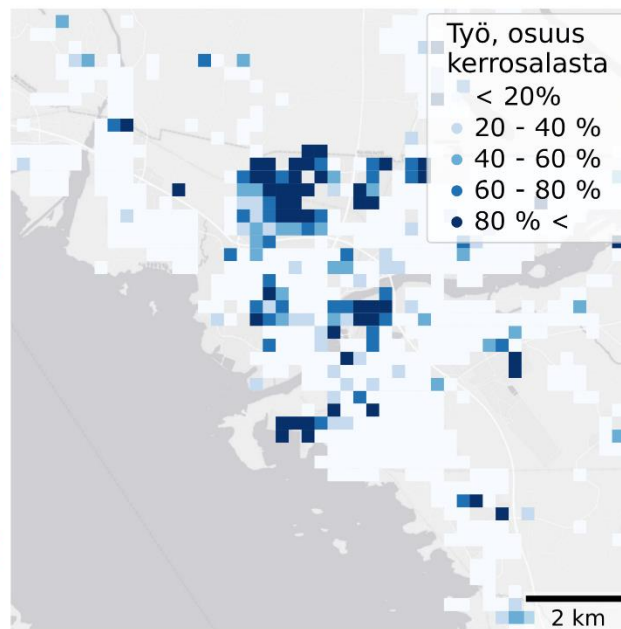 Työ, osuus
kerrosalasta
< 20%
20 - 40 %
40 - 60 %
60 - 80 %
80 % <
2 km